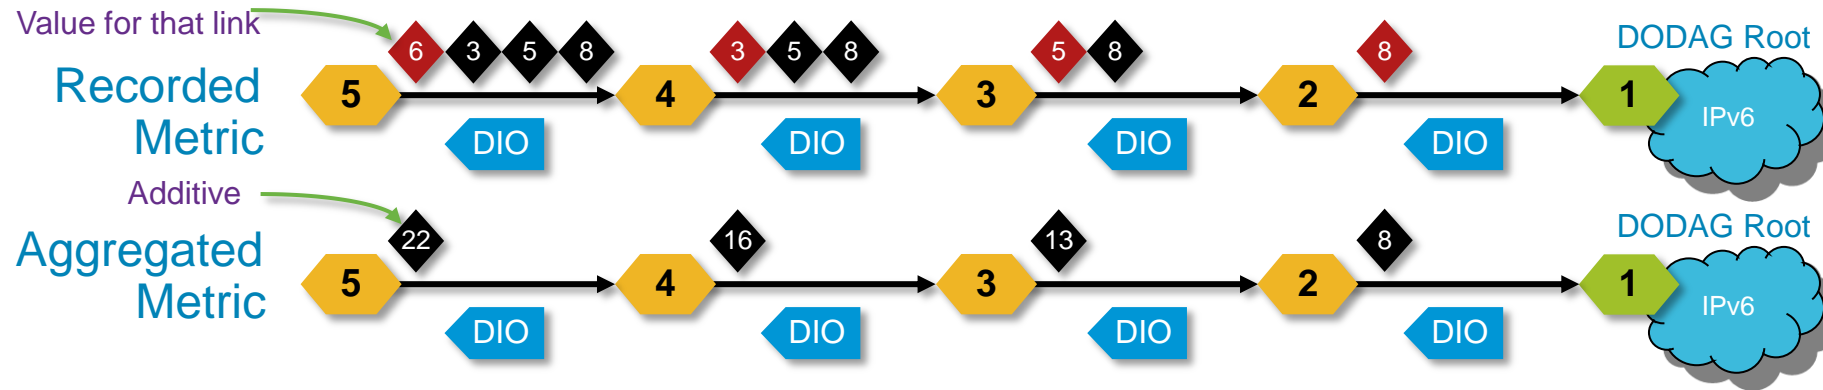 Value for that link
6 3 5 8
3 5 8
5 8
8
DODAG Root
Recorded
Metric
5
4
3
2
1
IPv6
DIO
DIO
DIO
DIO
Additive
22
16
13
8
DODAG Root
Aggregated
Metric
5
4
3
2
1
IPv6
DIO
DIO
DIO
DIO